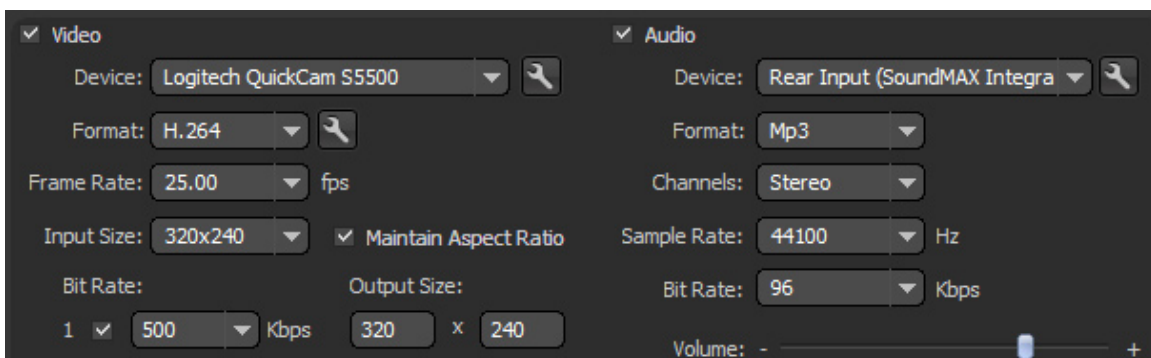 Video
Device: Logitech QuickCam S5500
Format: H.264
Frame Rate: 25.00 fps
Input Size: 320x240 Maintain Aspect Ratio
Bit Rate: Output Size:
1 500 Kbps 320 x 240
Audio
Device: Rear Input (SoundMAX Integra
Format: Mp3
Channels: Stereo
Sample Rate: 44100 Hz
Bit Rate: 96 Kbps
Volume: - +